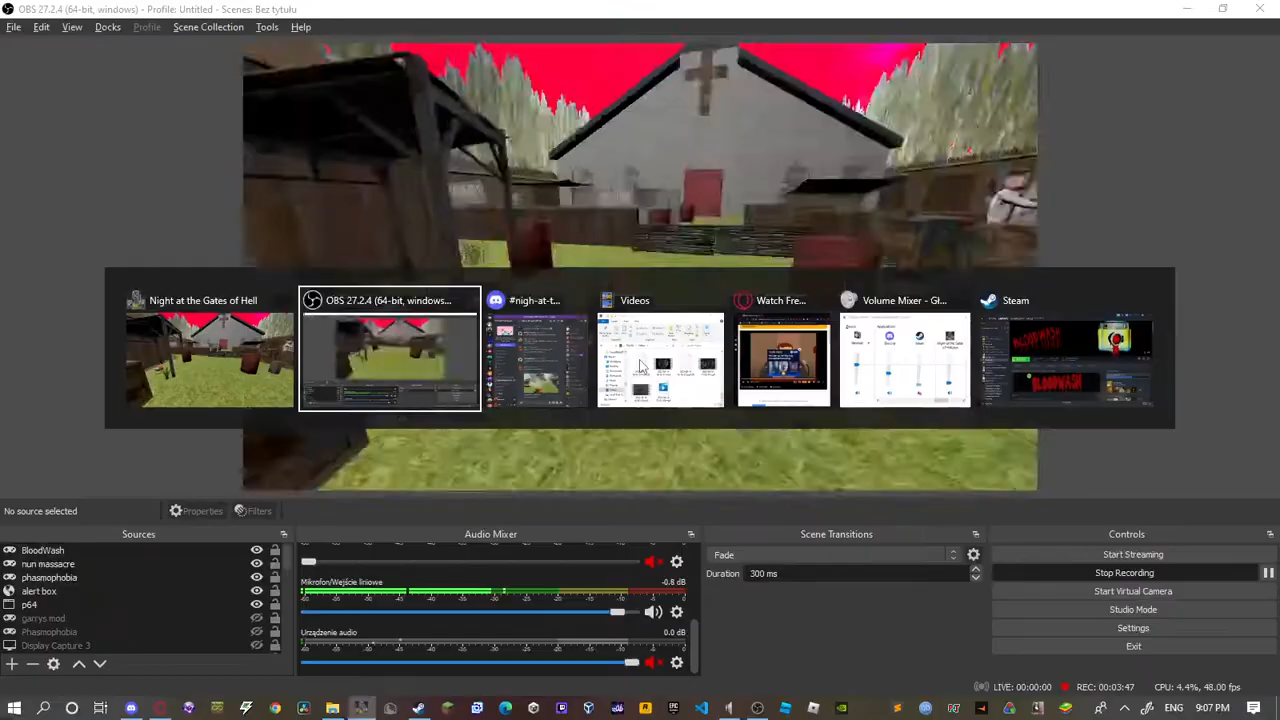 OBS 27.2.4 (64-bit, windows) - Profile: Untitled - Scenes: Bez tytułu
File Edit View Docks Profile Scene Collection Tools Help
Night at the Gates of Hell
OBS 27.2.4 (64-bit, windows...
#nigh-at-t...
Videos
Watch Fre...
Volume Mixer - Gł...
Steam
No source selected
Properties
Filters
Sources
Audio Mixer
Scene Transitions
Controls
BloodWash
nun massacre
phasmophobia
alert box
p64
garrys mod
Phasmophobia
Display Capture 3
Mikrofon/Wejście liniowe
-0.8 dB
Urządzenie audio
0.0 dB
Fade
Duration
300 ms
Start Streaming
Stop Recording
Start Virtual Camera
Studio Mode
Settings
Exit
LIVE: 00:00:00
REC: 00:03:47
CPU: 4.4%, 48.00 fps
ENG
9:07 PM